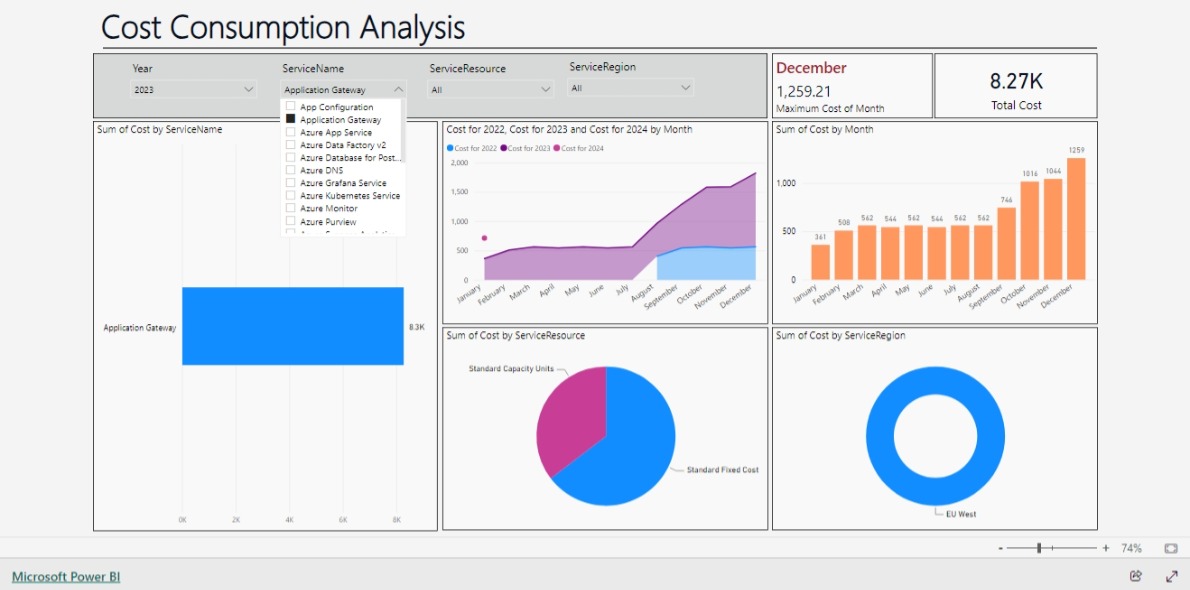 Cost Consumption Analysis
Year
2023
ServiceName
Application Gateway
App Configuration
Application Gateway
Azure App Service
Azure Data Factory v2
Azure Database for Post...
Azure DNS
Azure Grafana Service
Azure Kubernetes Service
Azure Monitor
Azure Purview
ServiceResource
All
ServiceRegion
All
December
1,259.21
Maximum Cost of Month
8.27K
Total Cost
Sum of Cost by ServiceName
Application Gateway
8.3K
0K 2K 4K 6K 8K
Cost for 2022, Cost for 2023 and Cost for 2024 by Month
Cost for 2022 Cost for 2023 Cost for 2024
2,000
1,500
1,000
500
0
January February March April May June July August September October November December
Sum of Cost by Month
1,000
500
0
361 508 562 544 562 544 562 562 746 1016 1044 1259
January February March April May June July August September October November December
Sum of Cost by ServiceResource
Standard Capacity Units
Standard Fixed Cost
Sum of Cost by ServiceRegion
EU West
- + 74%
Microsoft Power BI